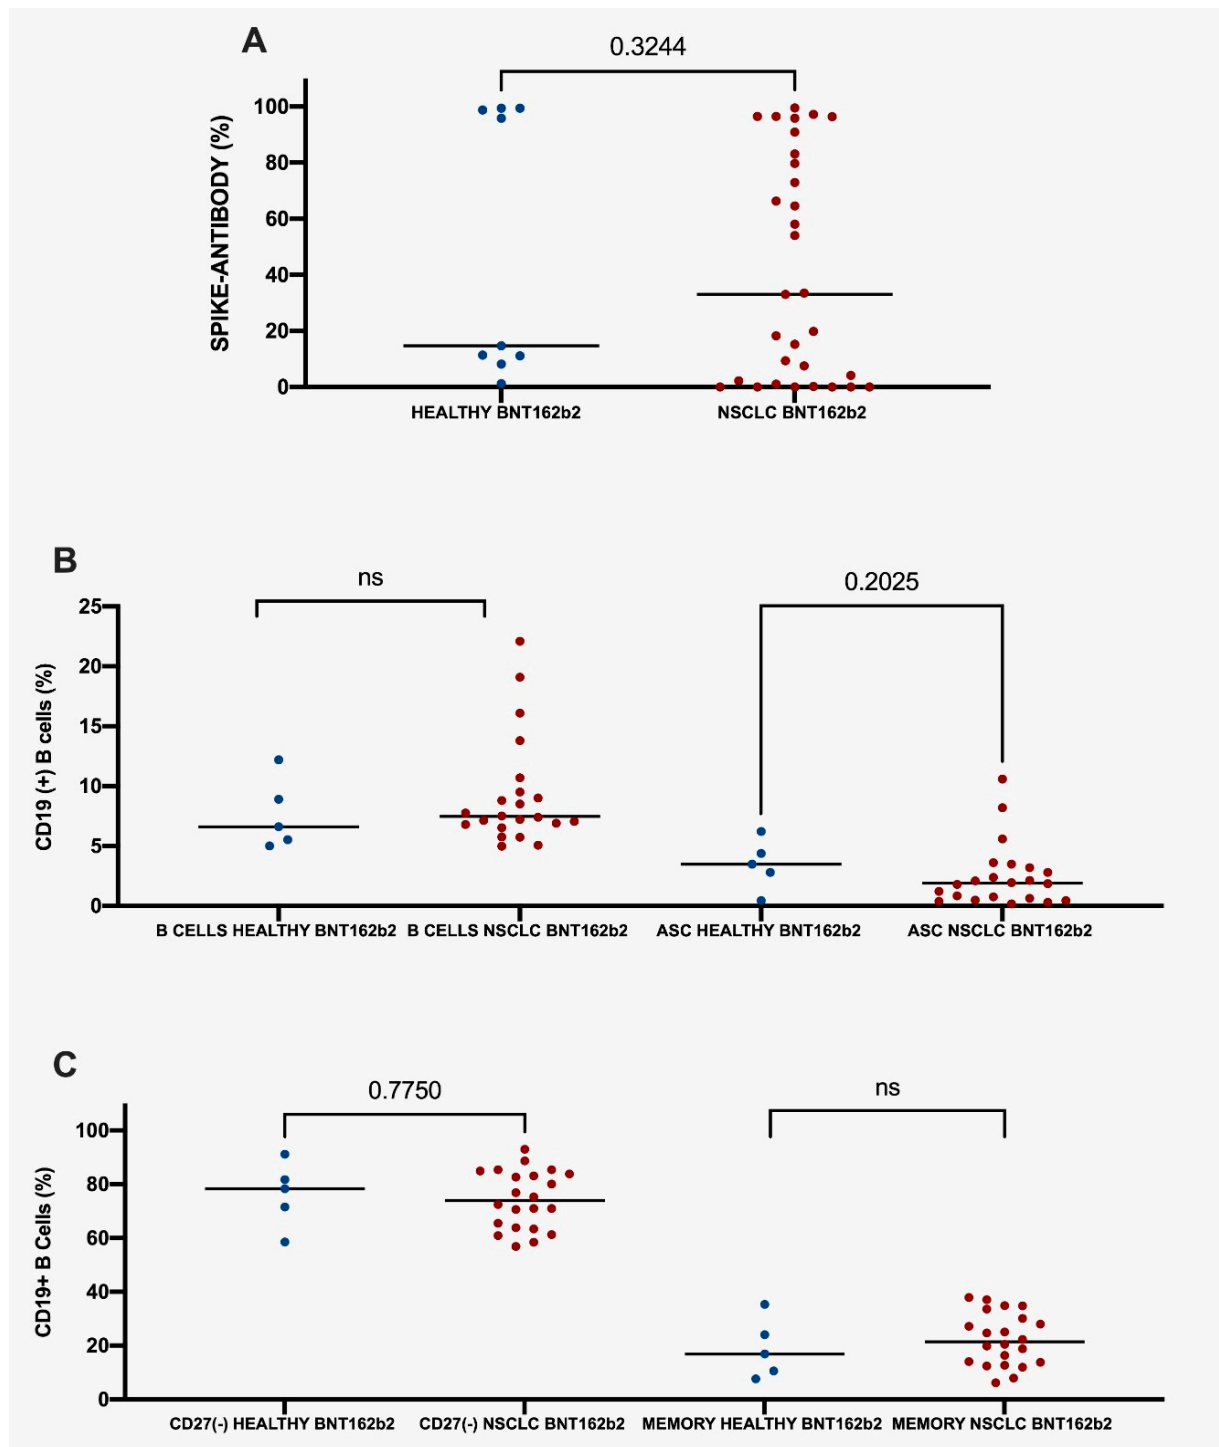 A
0.3244
SPIKE-ANTIBODY (%)
100
80
60
40
20
0
HEALTHY BNT162b2 NSCLC BNT162b2
B
ns 0.2025
CD19 (+) B cells (%)
25
20
15
10
5
0
B CELLS HEALTHY BNT162b2 B CELLS NSCLC BNT162b2 ASC HEALTHY BNT162b2 ASC NSCLC BNT162b2
C
0.7750 ns
CD19+ B Cells (%)
100
80
60
40
20
0
CD27(-) HEALTHY BNT162b2 CD27(-) NSCLC BNT162b2 MEMORY HEALTHY BNT162b2 MEMORY NSCLC BNT162b2